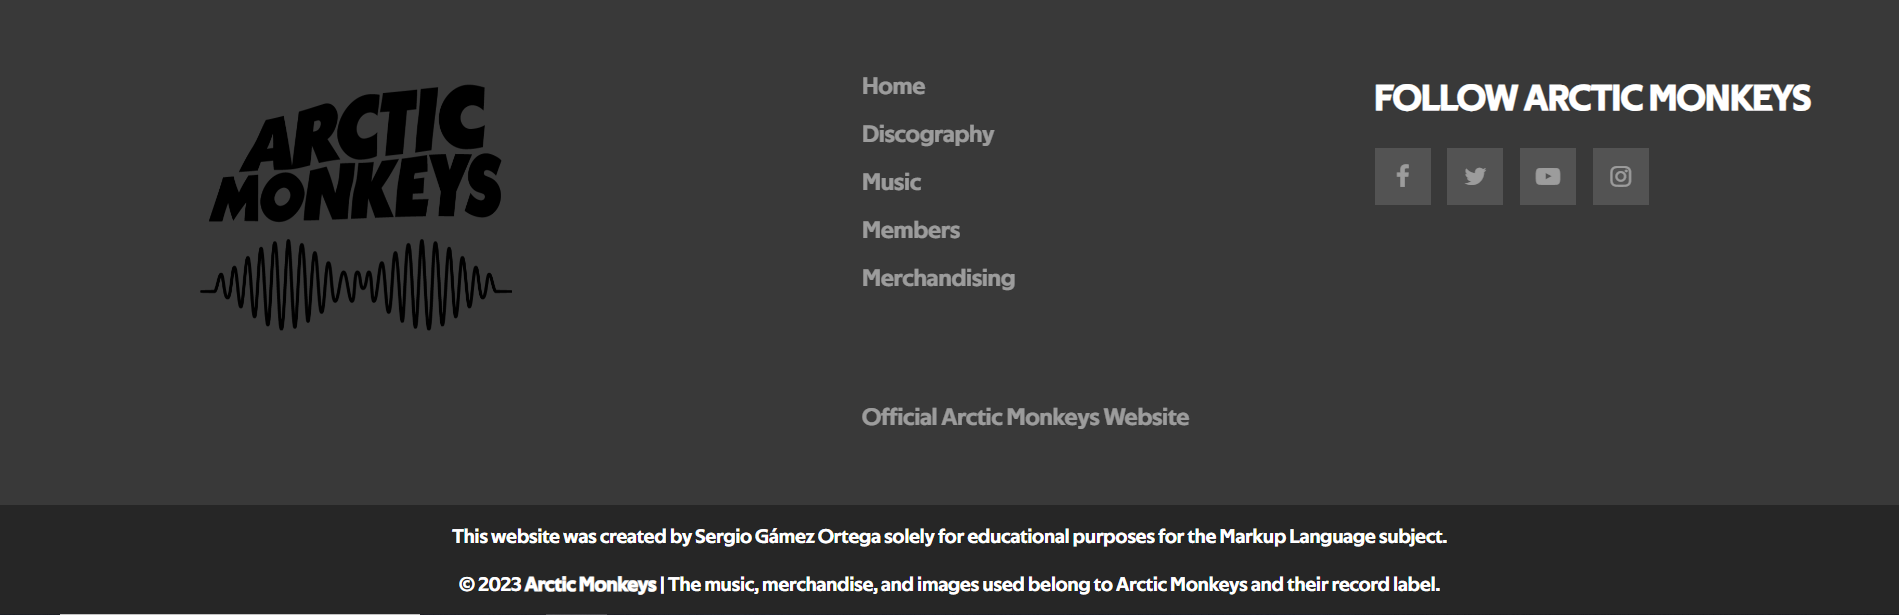 ARCTIC
MONKEYS
Home
Discography
Music
Members
Merchandising
Official Arctic Monkeys Website
FOLLOW ARCTIC MONKEYS
This website was created by Sergio Gámez Ortega solely for educational purposes for the Markup Language subject.
© 2023 Arctic Monkeys | The music, merchandise, and images used belong to Arctic Monkeys and their record label.